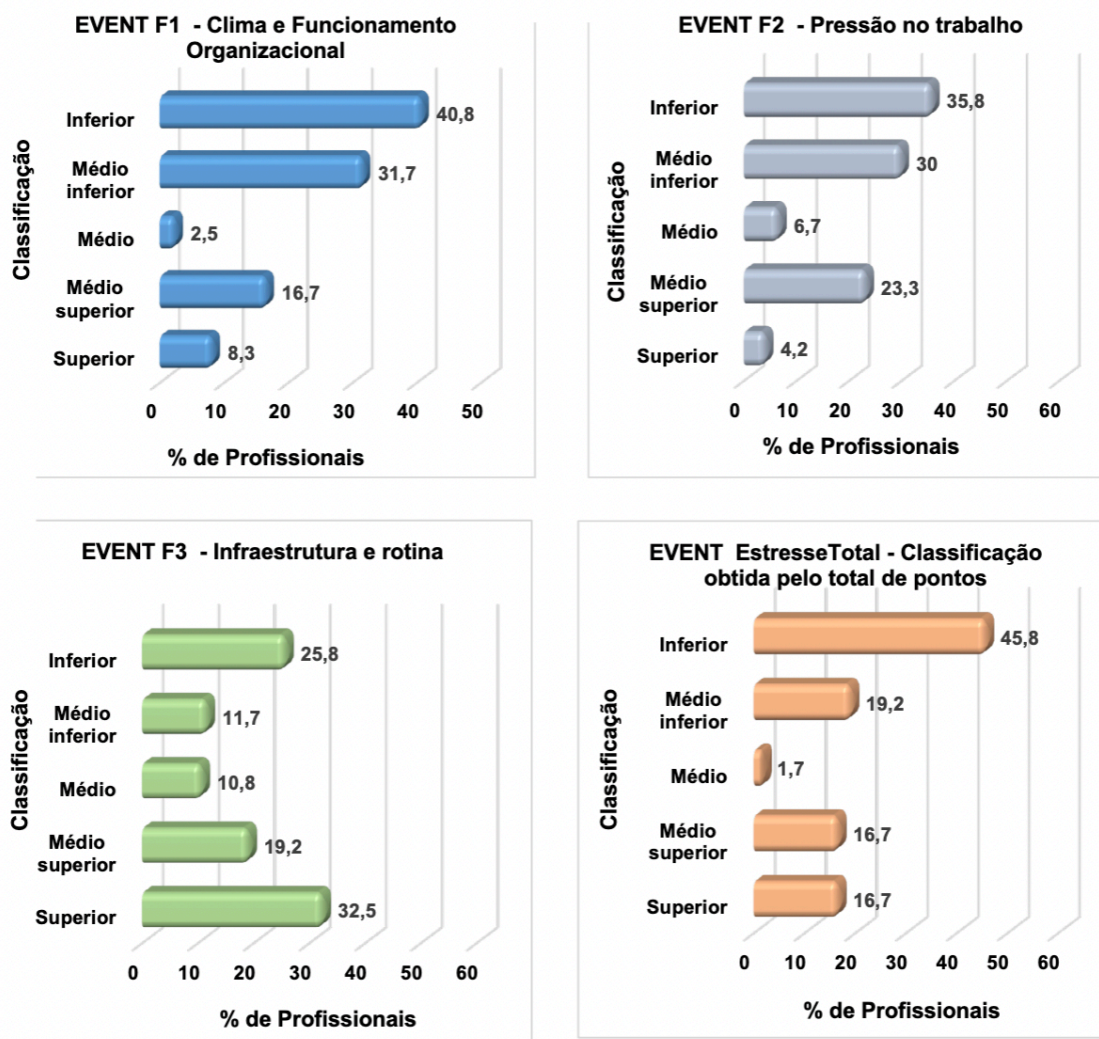 EVENT F1 - Clima e Funcionamento
Organizacional
Classificação
Inferior
40,8
Médio
inferior
31,7
Médio
2,5
Médio
superior
16,7
Superior
8,3
0 10 20 30 40 50
% de Profissionais
EVENT F2 - Pressão no trabalho
Classificação
Inferior
35,8
Médio
inferior
30
Médio
6,7
Médio
superior
23,3
Superior
4,2
0 10 20 30 40 50 60
% de Profissionais
EVENT F3 - Infraestrutura e rotina
Classificação
Inferior
25,8
Médio
inferior
11,7
Médio
10,8
Médio
superior
19,2
Superior
32,5
0 10 20 30 40 50 60
% de Profissionais
EVENT EstresseTotal - Classificação
obtida pelo total de pontos
Classificação
Inferior
45,8
Médio
inferior
19,2
Médio
1,7
Médio
superior
16,7
Superior
16,7
0 10 20 30 40 50 60
% de Profissionais